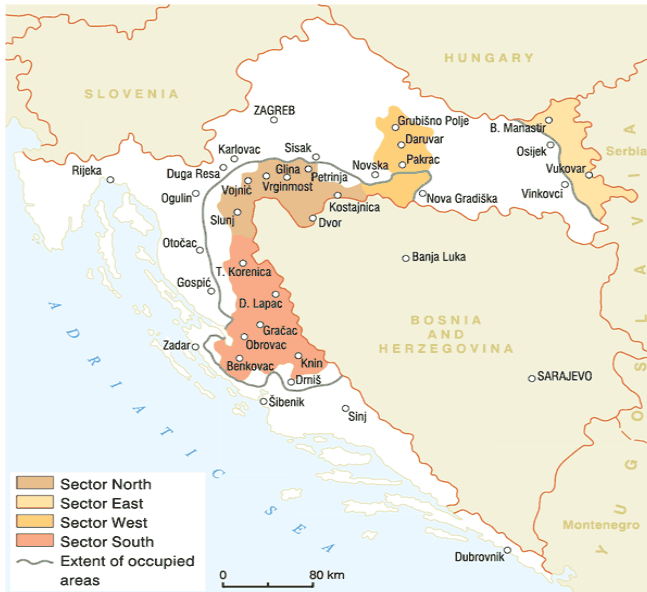 HUNGARY
SLOVENIA
ZAGREB
Grubišno Polje
B. Manastir
Daruvar
Karlovac
Sisak
Osijek
Serbia
Pakrac
Rijeka
Duga Resa
Glina
Novska
Vukovar
Petrinja
Vojnić
Vrginmost
Vinkovci
Ogulin
Kostajnica
Nova Gradiška
Slunj
Dvor
Otočac
Banja Luka
T. Korenica
Gospić
D. Lapac
BOSNIA
AND
HERZEGOVINA
Gračac
Zadar
Obrovac
Benkovac
Knin
Drniš
SARAJEVO
Šibenik
Sinj
ADRIATIC SEA
YUGOSLAVIA
Montenegro
Dubrovnik
Sector North
Sector East
Sector West
Sector South
Extent of occupied
areas
0 80 km